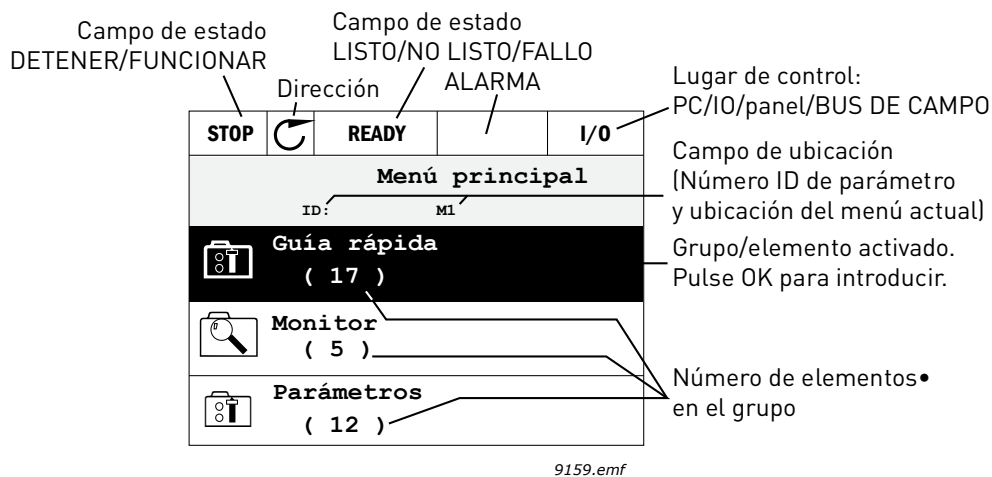 Campo de estado
DETENER/FUNCIONAR
Dirección
Campo de estado
LISTO/NO LISTO/FALLO
ALARMA
Lugar de control:
PC/IO/panel/BUS DE CAMPO
STOP READY I/O
Menú principal
ID: M1
Campo de ubicación
(Número ID de parámetro
y ubicación del menú actual)
Guía rápida
( 17 )
Grupo/elemento activado.
Pulse OK para introducir.
Monitor
( 5 )
Parámetros
( 12 )
Número de elementos•
en el grupo
9159.emf